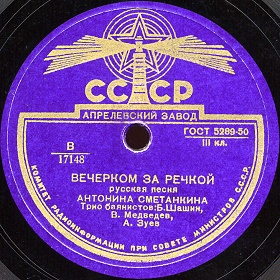 СССР
АПРЕЛЕВСКИЙ ЗАВОД
ГОСТ 5289-50
III кл.
В
17148
ВЕЧЕРКОМ ЗА РЕЧКОЙ
русская песня
АНТОНИНА СМЕТАНКИНА
Трио баянистов: Б.Шашин,
В. Медведев,
А. Зуев
КОМИТЕТ РАДИОИНФОРМАЦИИ ПРИ СОВЕТЕ МИНИСТРОВ С.С.С.Р.